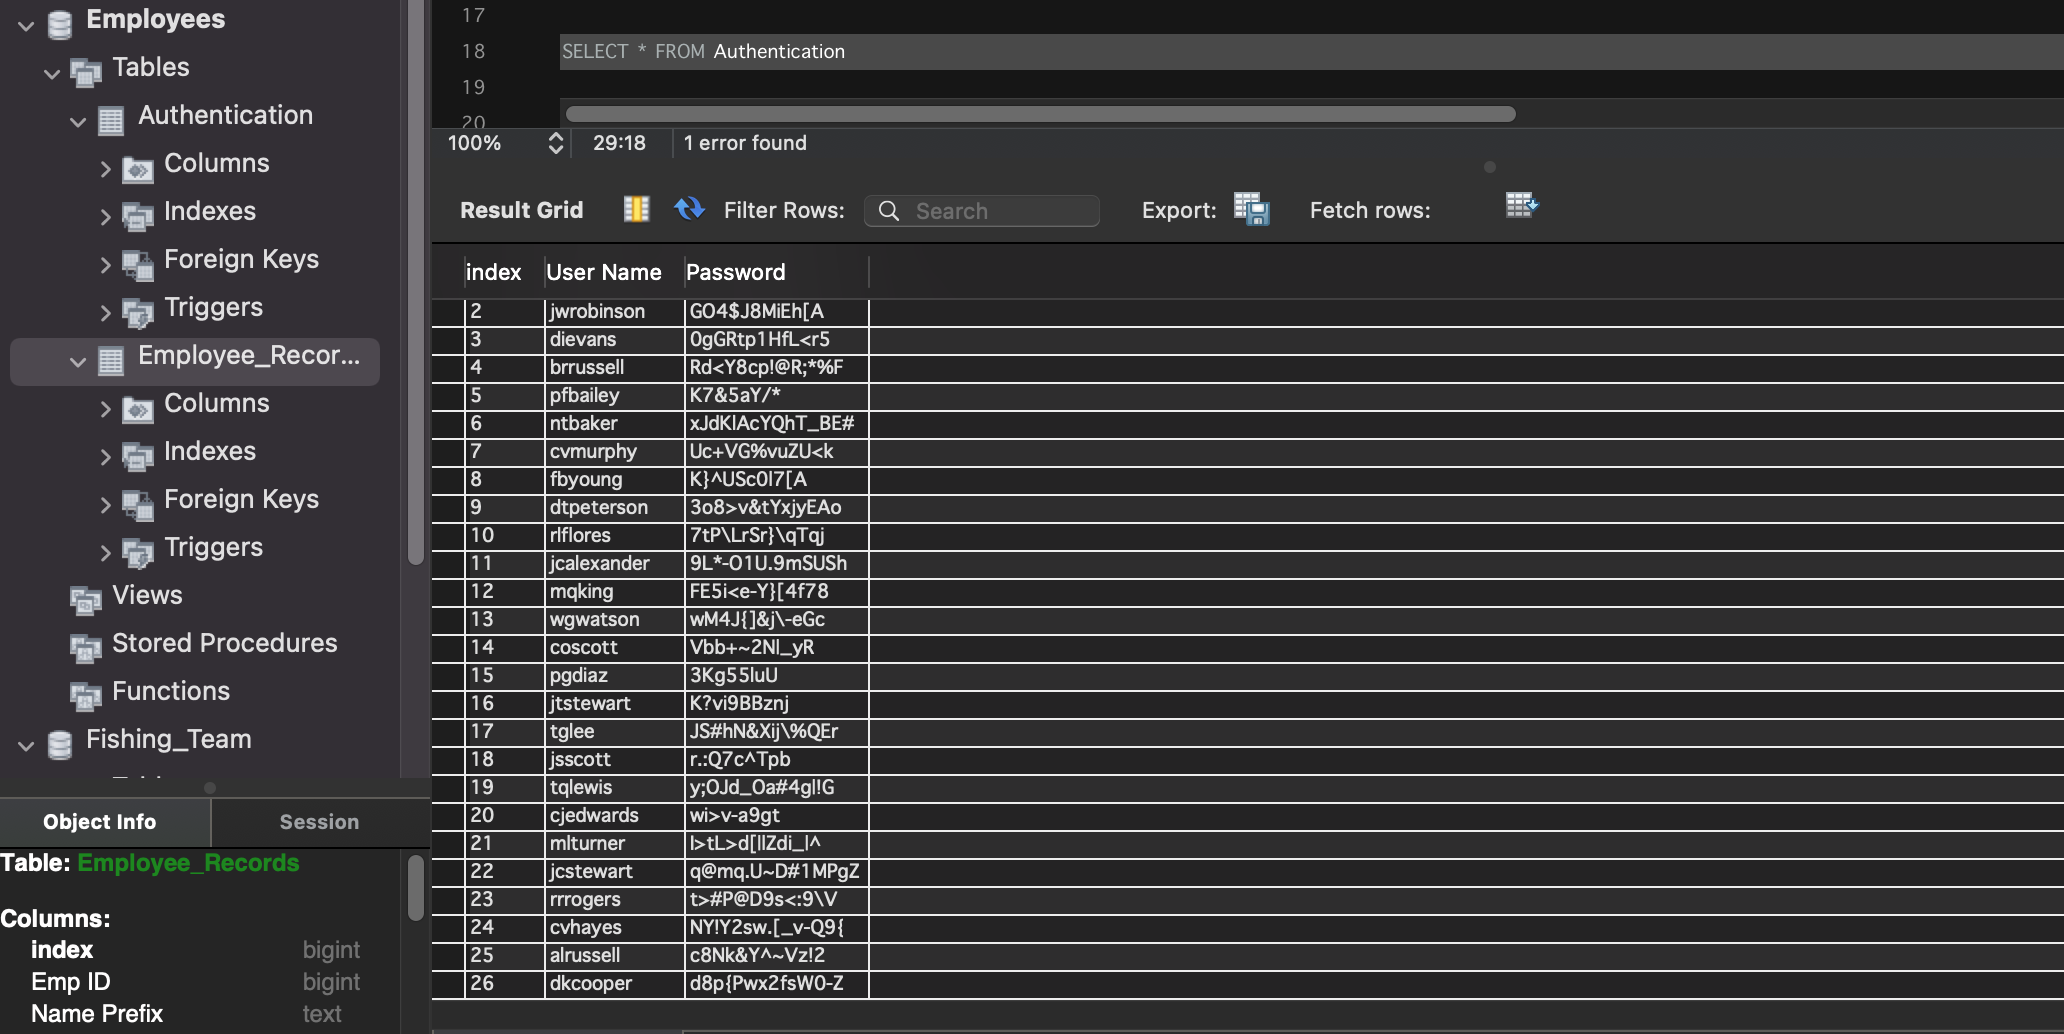 Employees
Tables
Authentication
Columns
Indexes
Foreign Keys
Triggers
Employee_Recor...
Columns
Indexes
Foreign Keys
Triggers
Views
Stored Procedures
Functions
Fishing_Team
Object Info Session
Table: Employee_Records
Columns:
index bigint
Emp ID bigint
Name Prefix text
17
18 SELECT * FROM Authentication
19
20
100% 29:18 1 error found
Result Grid Filter Rows: Search Export: Fetch rows:
index User Name Password
2 jwrobinson GO4$J8MiEh[A
3 dievans 0gGRtp1HfL<r5
4 brrussell Rd<Y8cp!@R;*%F
5 pfbailey K7&5aY/*
6 ntbaker xJdKlAcYQhT_BE#
7 cvmurphy Uc+VG%vuZU<k
8 fbyoung K}^USc0l7[A
9 dtpeterson 3o8>v&tYxjyEAo
10 rlflores 7tP\LrSr}\qTqj
11 jcalexander 9L*-O1U.9mSUSh
12 mqking FE5i<e-Y}[4f78
13 wgwatson wM4J{]&j\-eGc
14 coscott Vbb+~2Nl_yR
15 pgdiaz 3Kg55luU
16 jtstewart K?vi9BBznj
17 tglee JS#hN&Xij\%QEr
18 jsscott r.:Q7c^Tpb
19 tqlewis y;OJd_Oa#4gl!G
20 cjedwards wi>v-a9gt
21 mlturner
22 jcstewart q@mq.U~D#1MPgZ
23 rrrogers t>#P@D9s<:9\V
24 cvhayes NY!Y2sw.[_v-Q9{
25 alrussell c8Nk&Y^~Vz!2
26 dkcooper d8p{Pwx2fsW0-Z